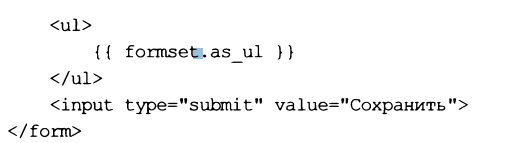 <ul>
{{ formset.as_ul }}
</ul>
<input type="submit" value="Сохранить">
</form>